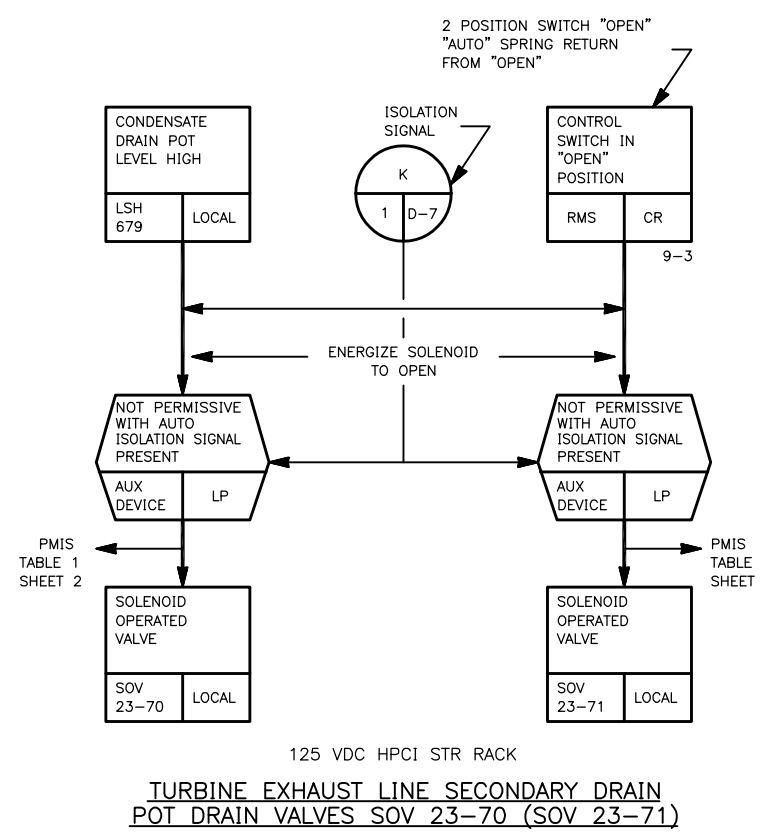 2 POSITION SWITCH "OPEN"
"AUTO" SPRING RETURN
FROM "OPEN"
CONDENSATE
DRAIN POT
LEVEL HIGH
LSH
679
LOCAL
ISOLATION
SIGNAL
K
1
D-7
CONTROL
SWITCH IN
"OPEN"
POSITION
RMS
CR
9-3
ENERGIZE SOLENOID
TO OPEN
NOT PERMISSIVE
WITH AUTO
ISOLATION SIGNAL
PRESENT
AUX
DEVICE
LP
NOT PERMISSIVE
WITH AUTO
ISOLATION SIGNAL
PRESENT
AUX
DEVICE
LP
PMIS
TABLE 1
SHEET 2
PMIS
TABLE
SHEET
SOLENOID
OPERATED
VALVE
SOV
23-70
LOCAL
SOLENOID
OPERATED
VALVE
SOV
23-71
LOCAL
125 VDC HPCI STR RACK
TURBINE EXHAUST LINE SECONDARY DRAIN
POT DRAIN VALVES SOV 23-70 (SOV 23-71)